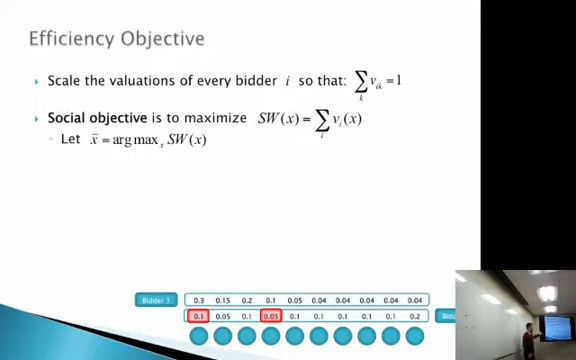 Efficiency Objective
Scale the valuations of every bidder i so that: ∑_k v_ik = 1
Social objective is to maximize SW(x) = ∑_i v_i(x)
Let x̄ = arg max_x SW(x)
Bidder 1 0.3 0.15 0.2 0.1 0.05 0.04 0.04 0.04 0.04 0.04
0.1 0.05 0.1 0.05 0.1 0.1 0.1 0.1 0.1 0.2